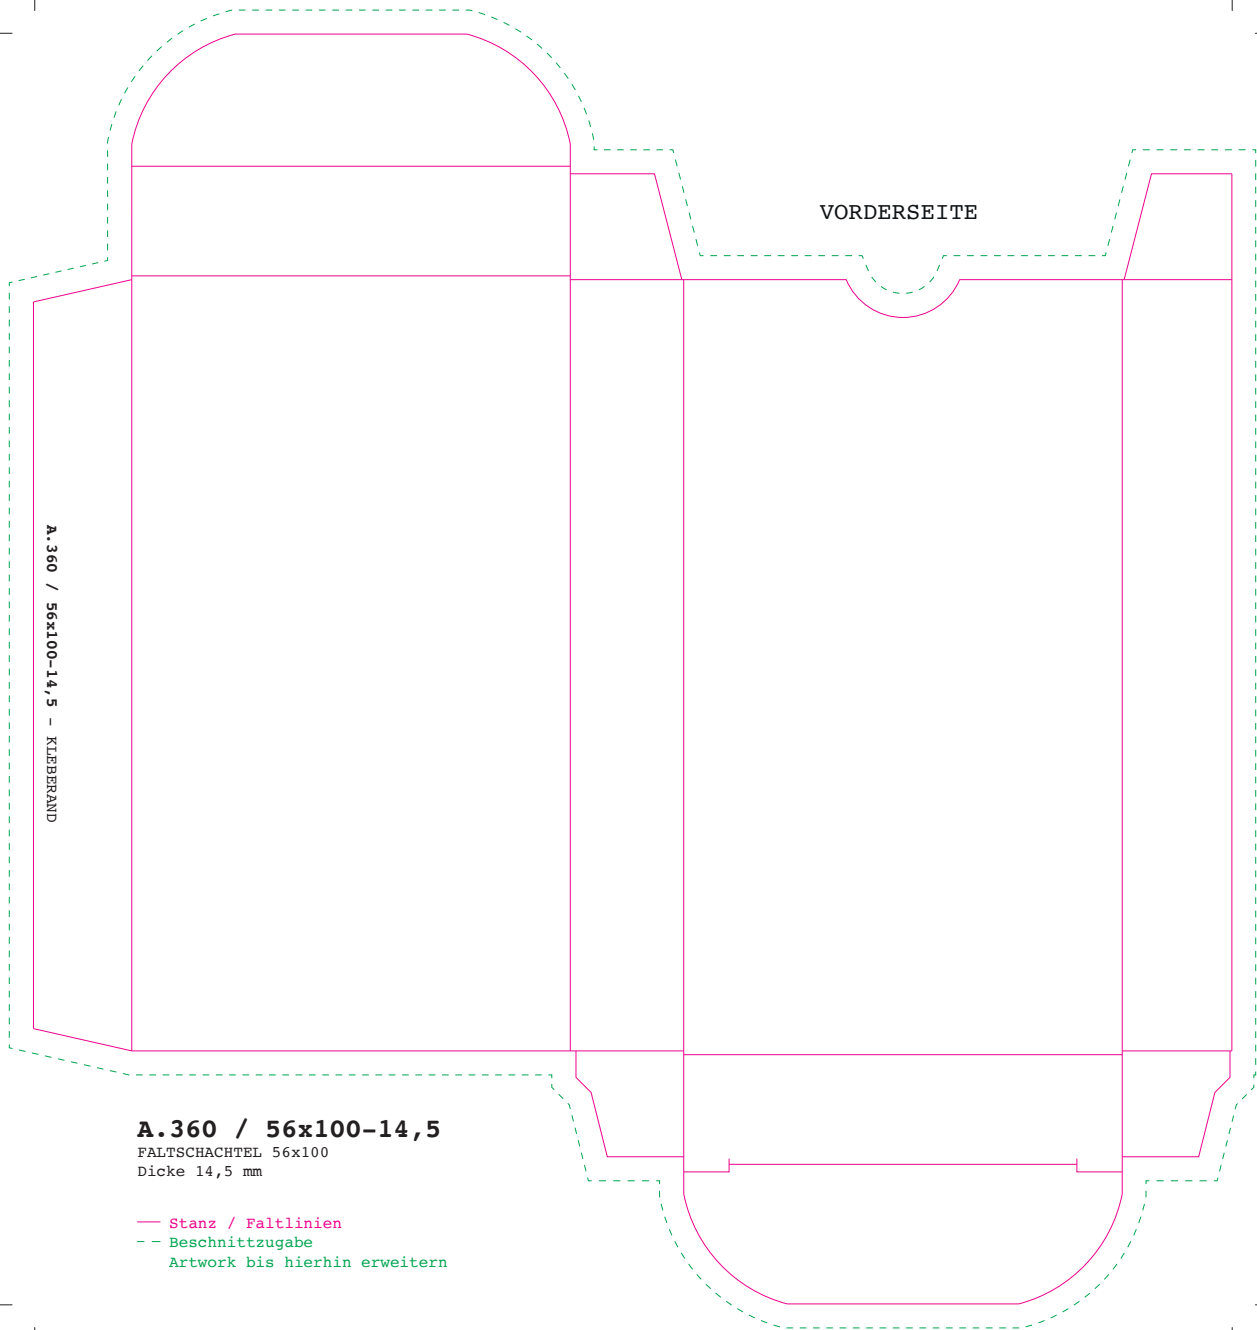 VORDERSEITE
A.360 / 56x100-14,5 - KLEBERAND
A.360 / 56x100-14,5
FALTSCHACHTEL 56x100
Dicke 14,5 mm
Stanz / Faltlinien
Beschnittzugabe
Artwork bis hierhin erweitern